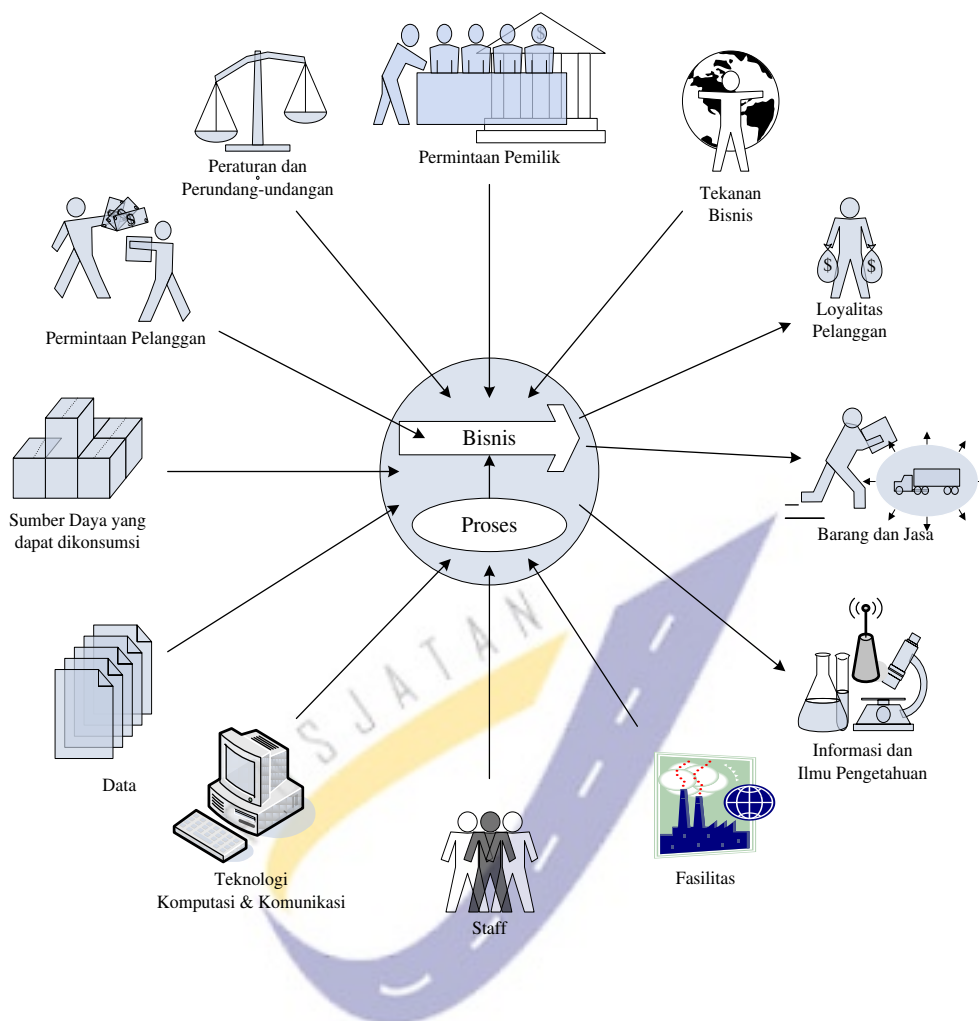 Permintaan Pemilik
Peraturan dan
Perundang-undangan
Tekanan
Bisnis
Permintaan Pelanggan
$
$ $
Loyalitas
Pelanggan
Bisnis
Proses
Sumber Daya yang
dapat dikonsumsi
Barang dan Jasa
Data
Informasi dan
Ilmu Pengetahuan
Teknologi
Komputasi & Komunikasi
Staff
Fasilitas
SJATAN